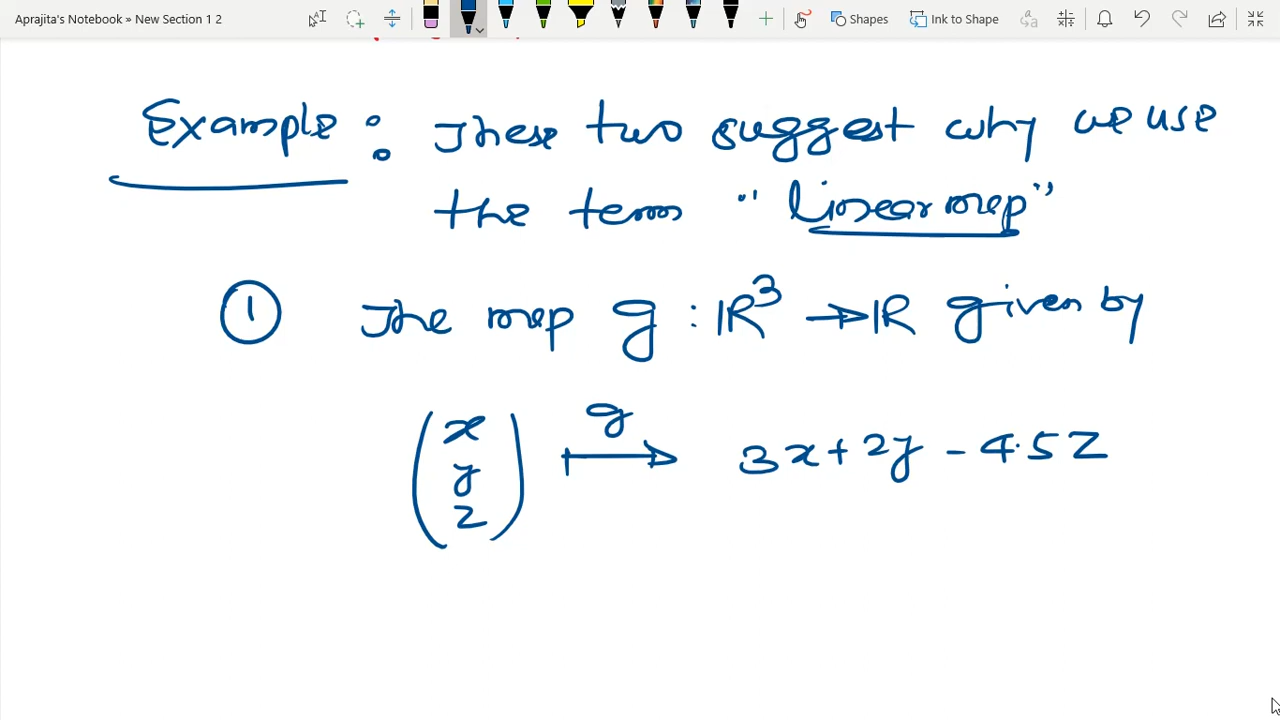 Aprajita's Notebook » New Section 1 2
Shapes
Ink to Shape
Example : These two suggest why we use
the term "linear map"
① The map g : ℝ³ → ℝ given by
g
(x
y
z) ↦ 3x + 2y - 4.5z